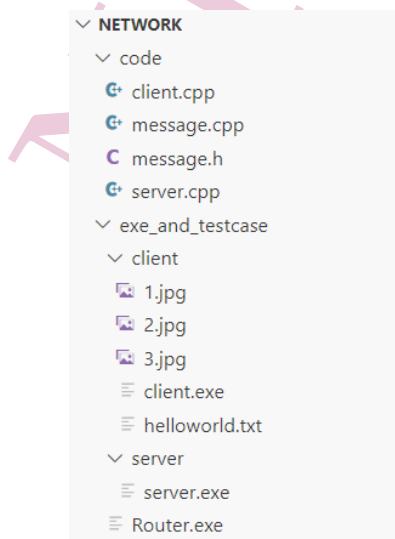 NETWORK
code
client.cpp
message.cpp
C message.h
server.cpp
exe_and_testcase
client
1.jpg
2.jpg
3.jpg
client.exe
helloworld.txt
server
server.exe
Router.exe